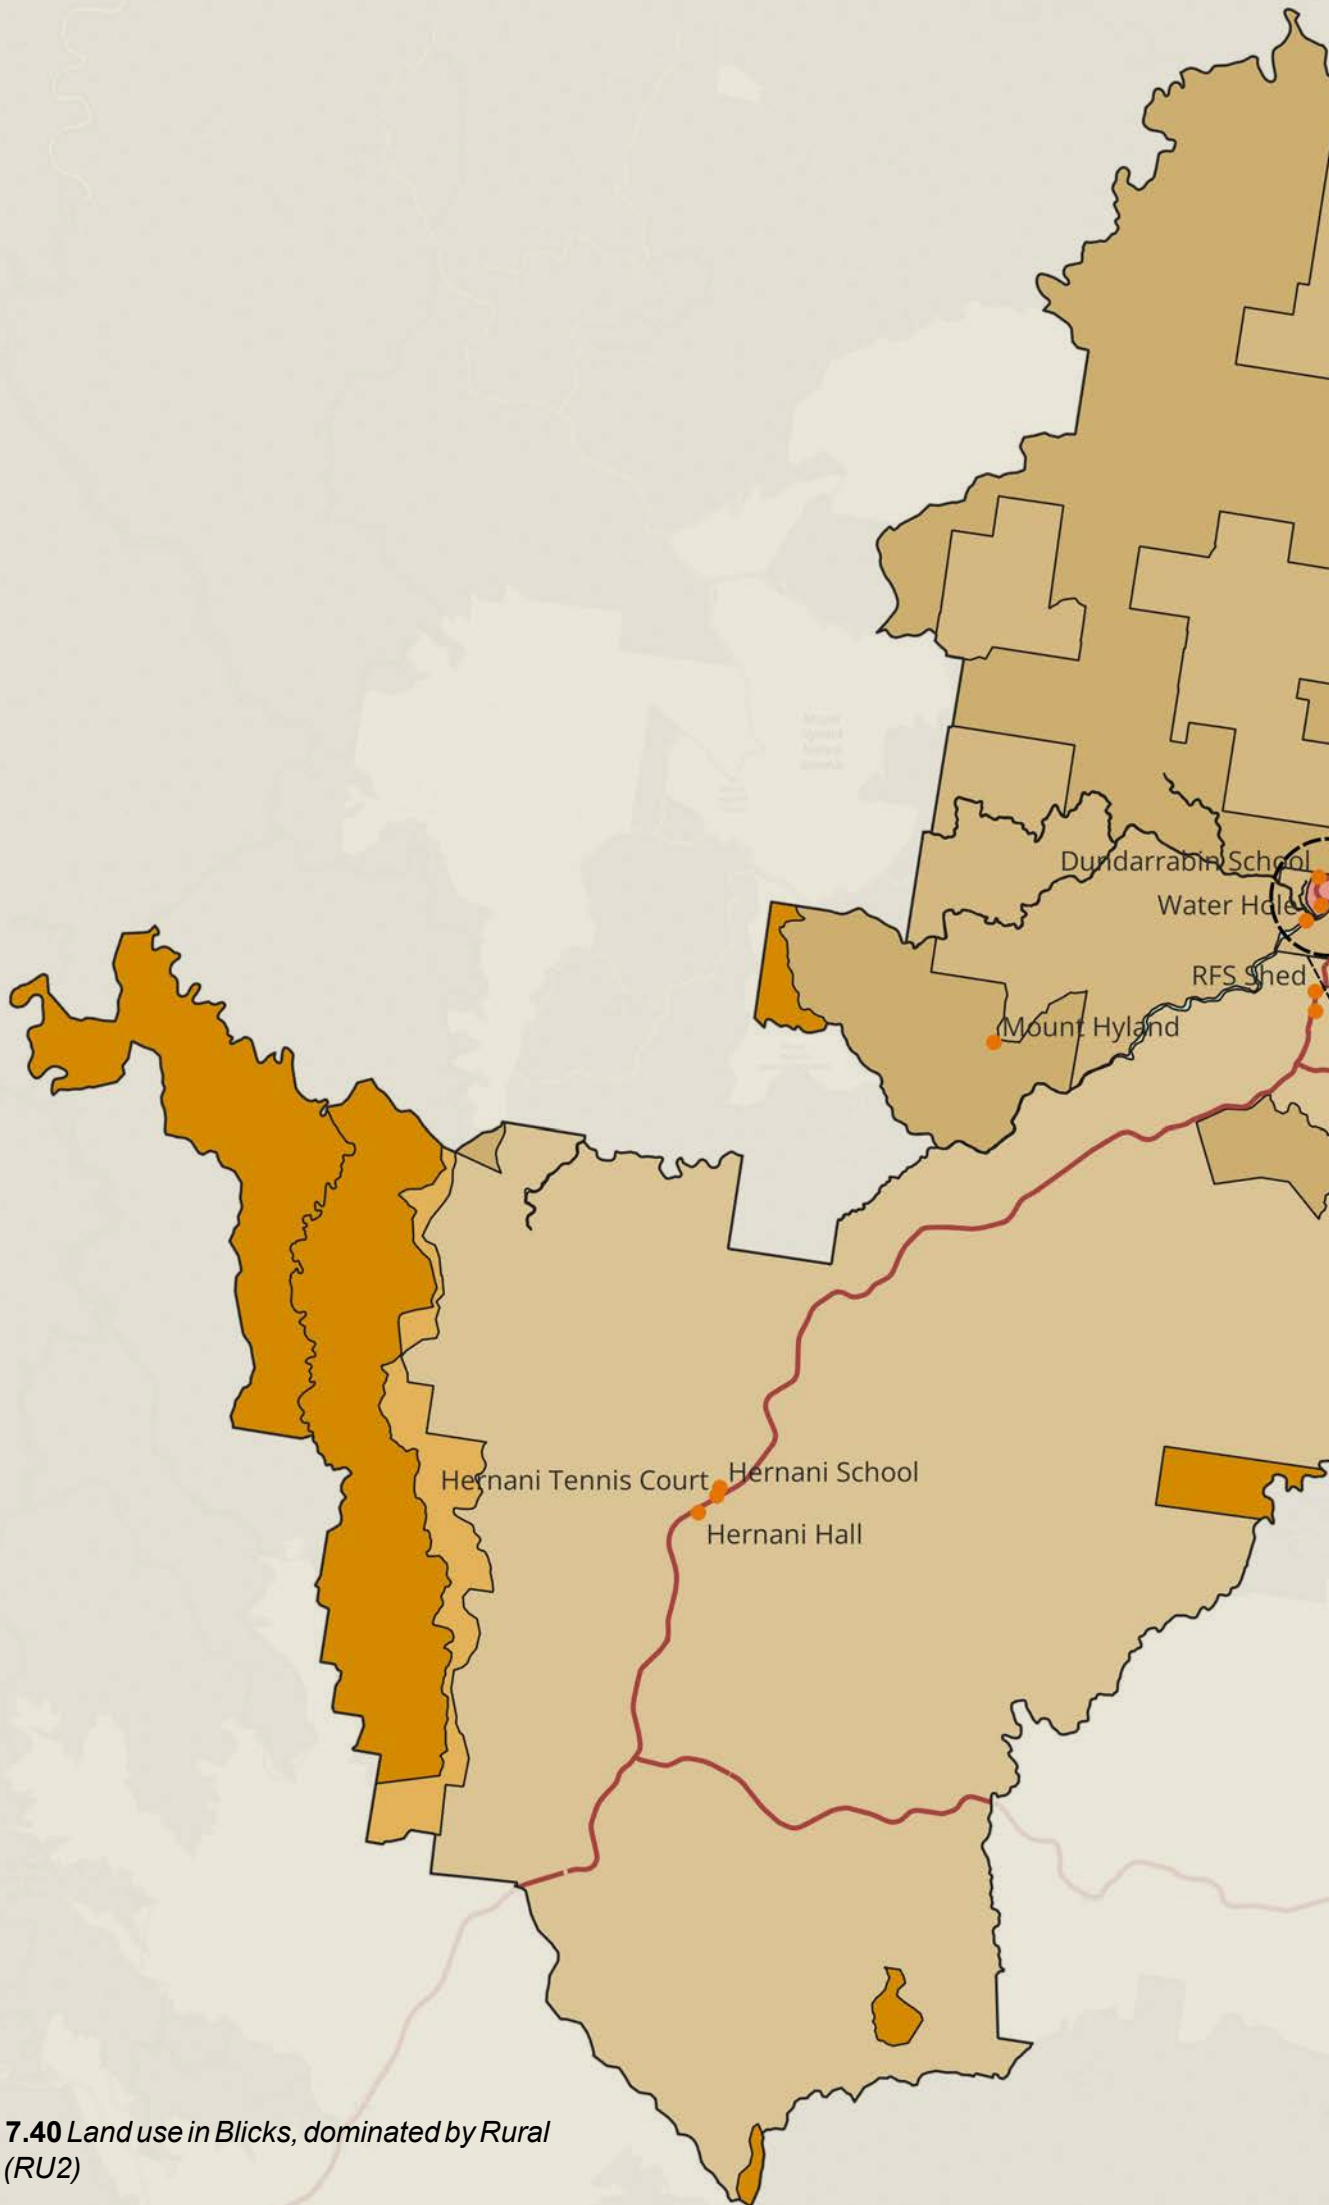 Dundarrabin School
Water Hole
RFS Shed
Mount Hyland
Hernani Tennis Court
Hernani School
Hernani Hall
7.40 Land use in Blicks, dominated by Rural
(RU2)